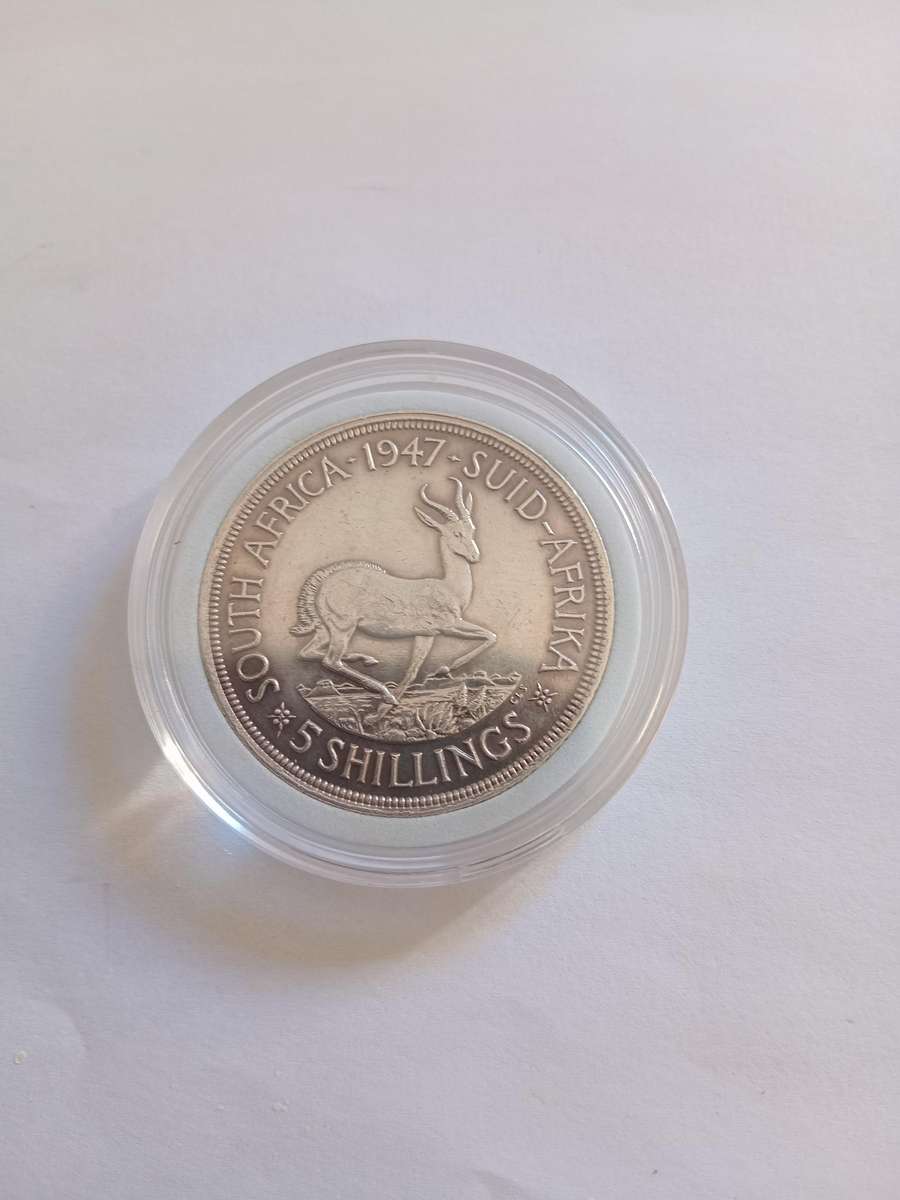 SOUTH AFRICA · 1947 · SUID-AFRIKA
5 SHILLINGS